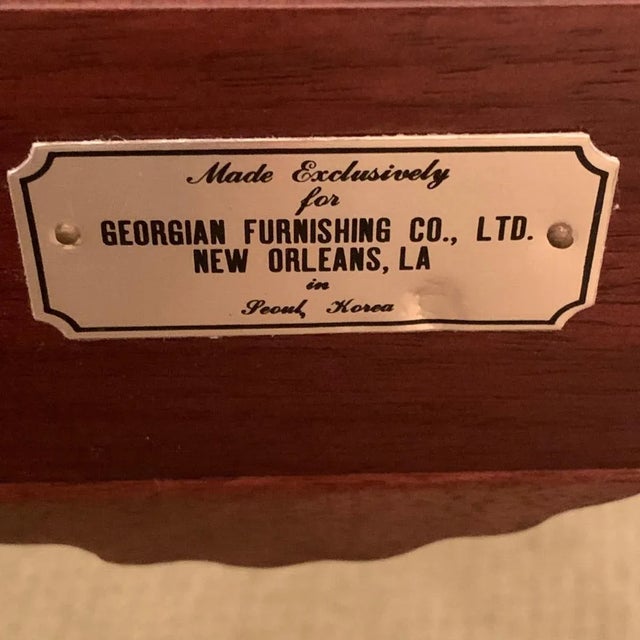 Made Exclusively
for
GEORGIAN FURNISHING CO., LTD.
NEW ORLEANS, LA
in
Seoul, Korea